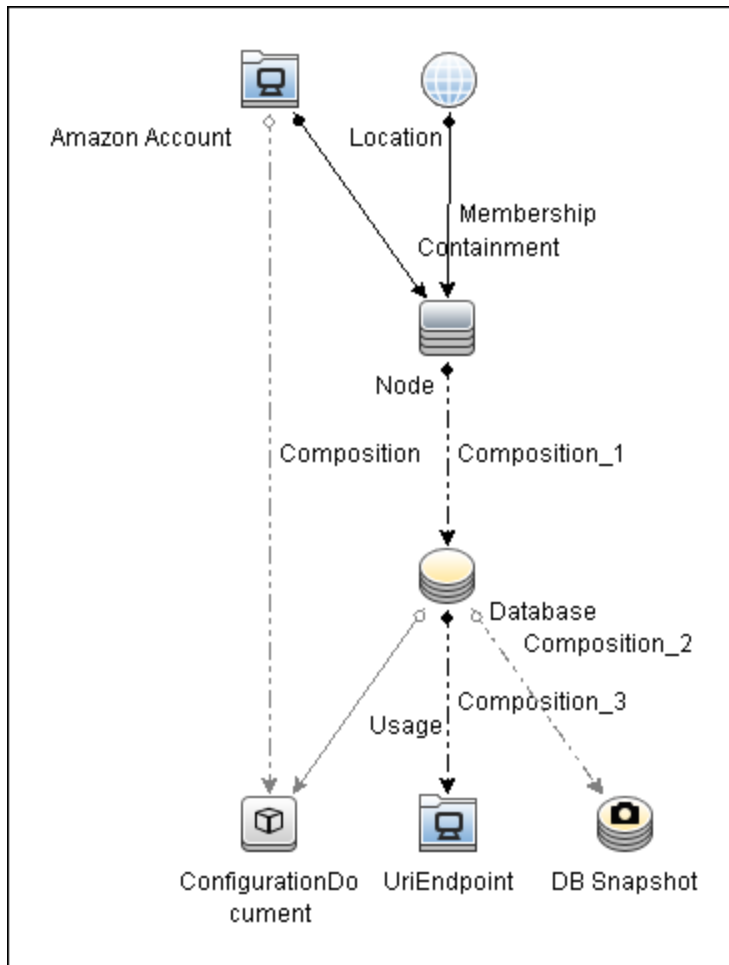 Amazon Account
Location
Membership
Containment
Node
Composition
Composition_1
Database
Composition_2
Composition_3
Usage
ConfigurationDo
cument
UriEndpoint
DB Snapshot